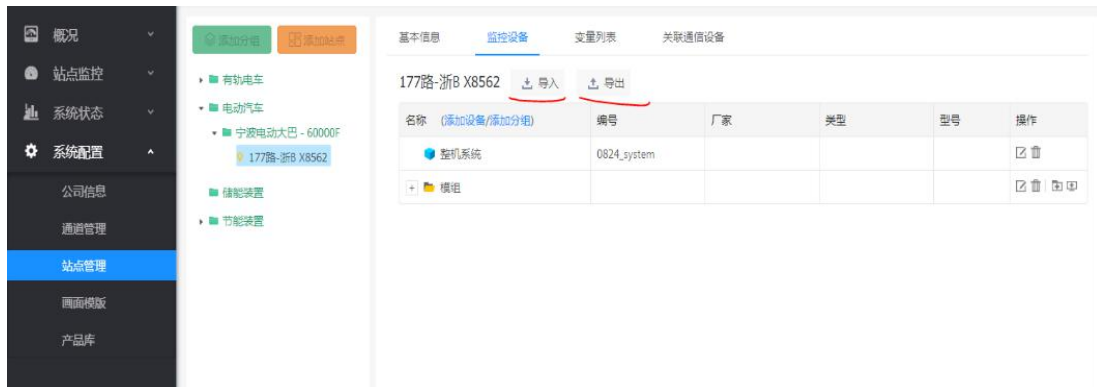 概况
站点监控
系统状态
系统配置
公司信息
通道管理
站点管理
画面模版
产品库
添加分组 添加站点
有轨电车
电动汽车
宁波电动大巴 - 60000F
177路-浙B X8562
储能装置
节能装置
基本信息 监控设备 变量列表 关联通信设备
177路-浙B X8562 导入 导出
名称 (添加设备/添加分组) 编号 厂家 类型 型号 操作
整机系统 0824_system
模组